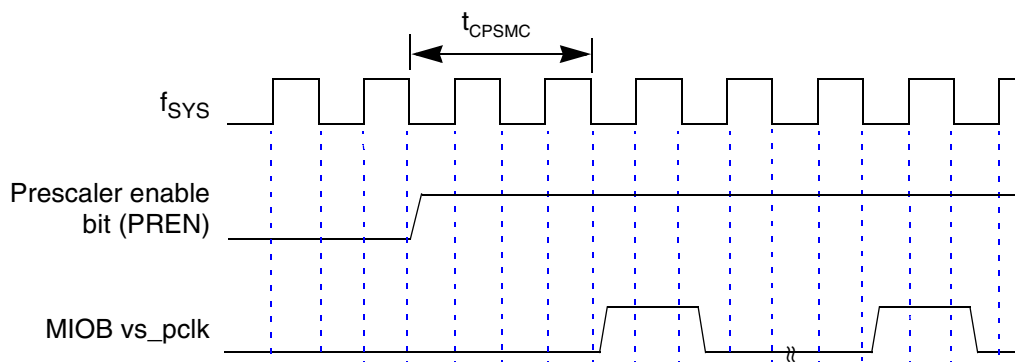 tCPSMC
fSYS
Prescaler enable
bit (PREN)
MIOB vs_pclk